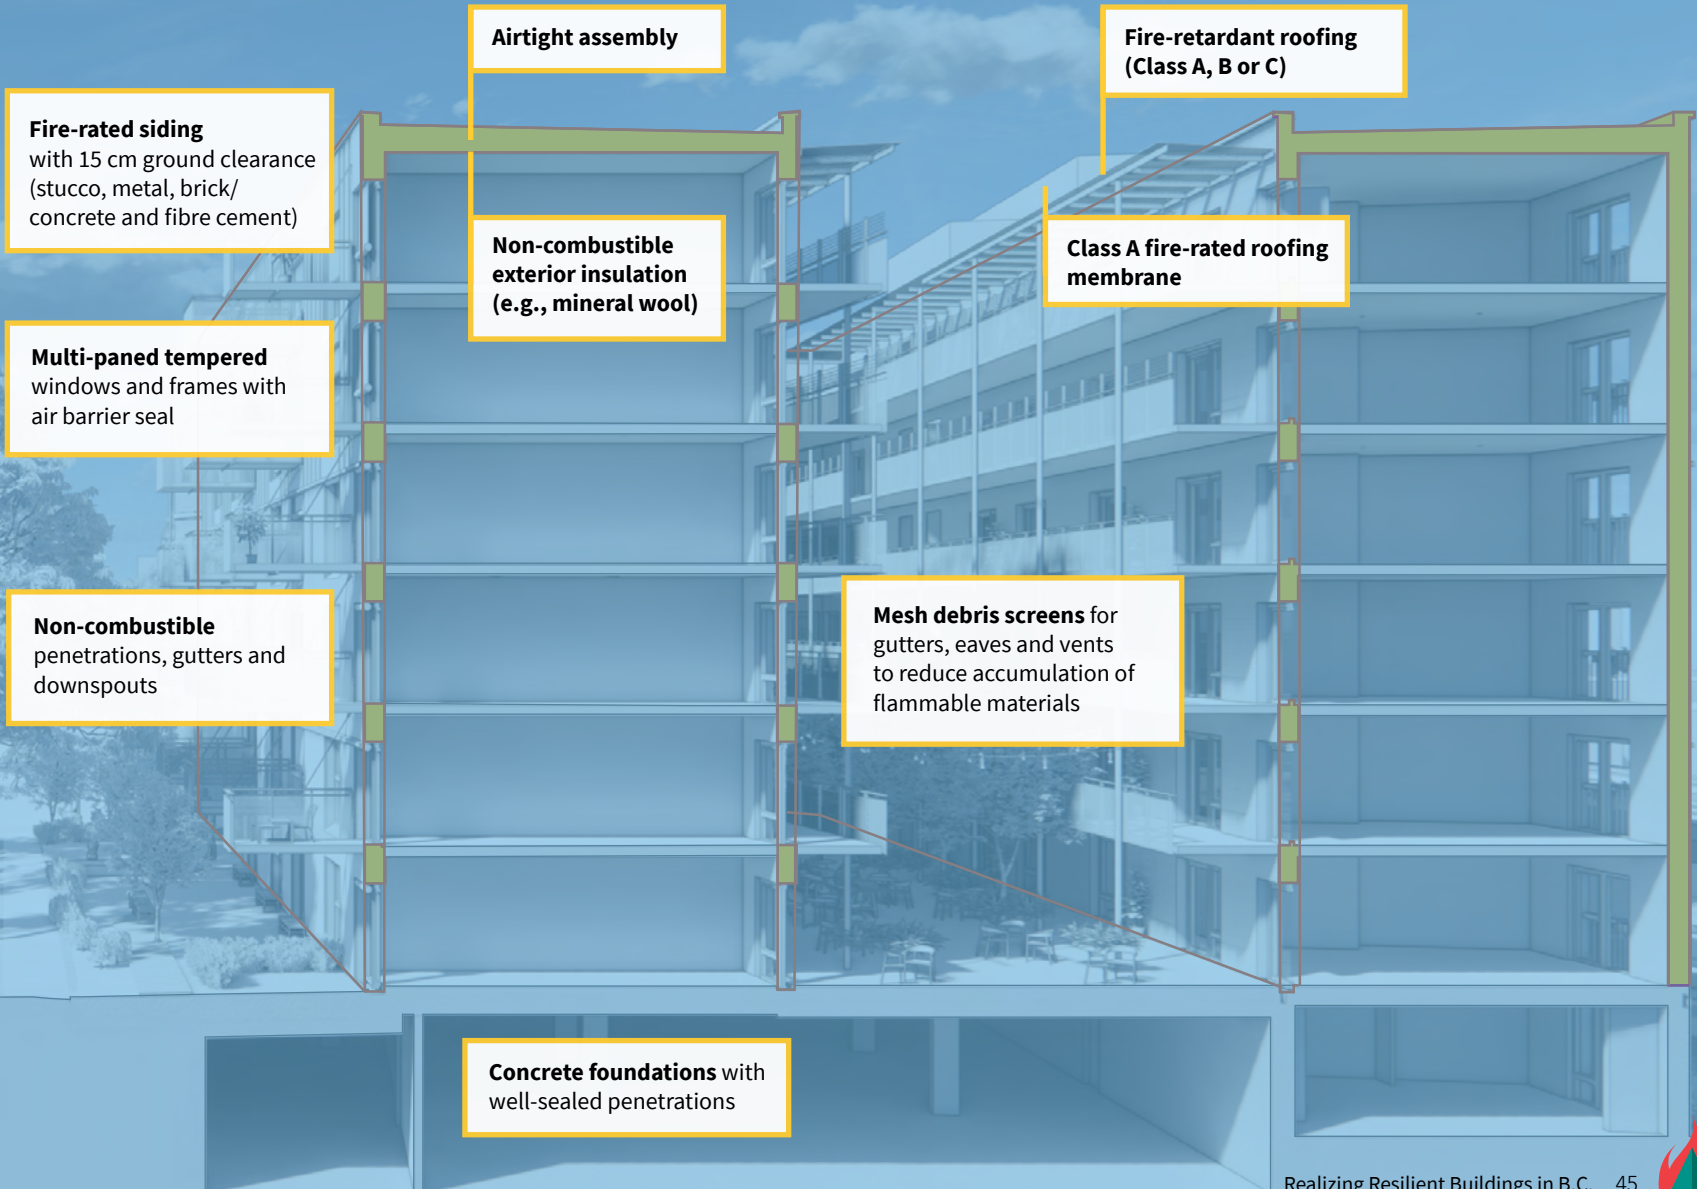 Airtight assembly
Fire-retardant roofing
(Class A, B or C)
Fire-rated siding
with 15 cm ground clearance
(stucco, metal, brick/
concrete and fibre cement)
Non-combustible
exterior insulation
(e.g., mineral wool)
Class A fire-rated roofing
membrane
Multi-paned tempered
windows and frames with
air barrier seal
Non-combustible
penetrations, gutters and
downspouts
Mesh debris screens for
gutters, eaves and vents
to reduce accumulation of
flammable materials
Concrete foundations with
well-sealed penetrations
Realizing Resilient Buildings in B.C. 45